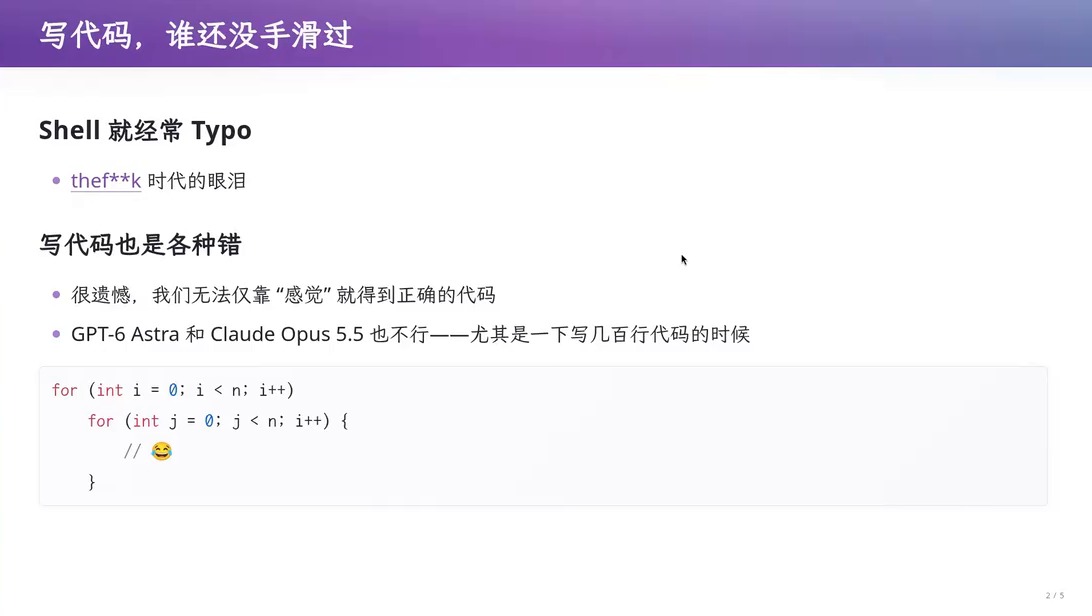 写代码，谁还没手滑过
Shell 就经常 Typo
thef**k 时代的眼泪
写代码也是各种错
很遗憾，我们无法仅靠 “感觉” 就得到正确的代码
GPT-6 Astra 和 Claude Opus 5.5 也不行——尤其是一下写几百行代码的时候
for (int i = 0; i < n; i++)
    for (int j = 0; j < n; i++) {
        // 😂
    }
2 / 5